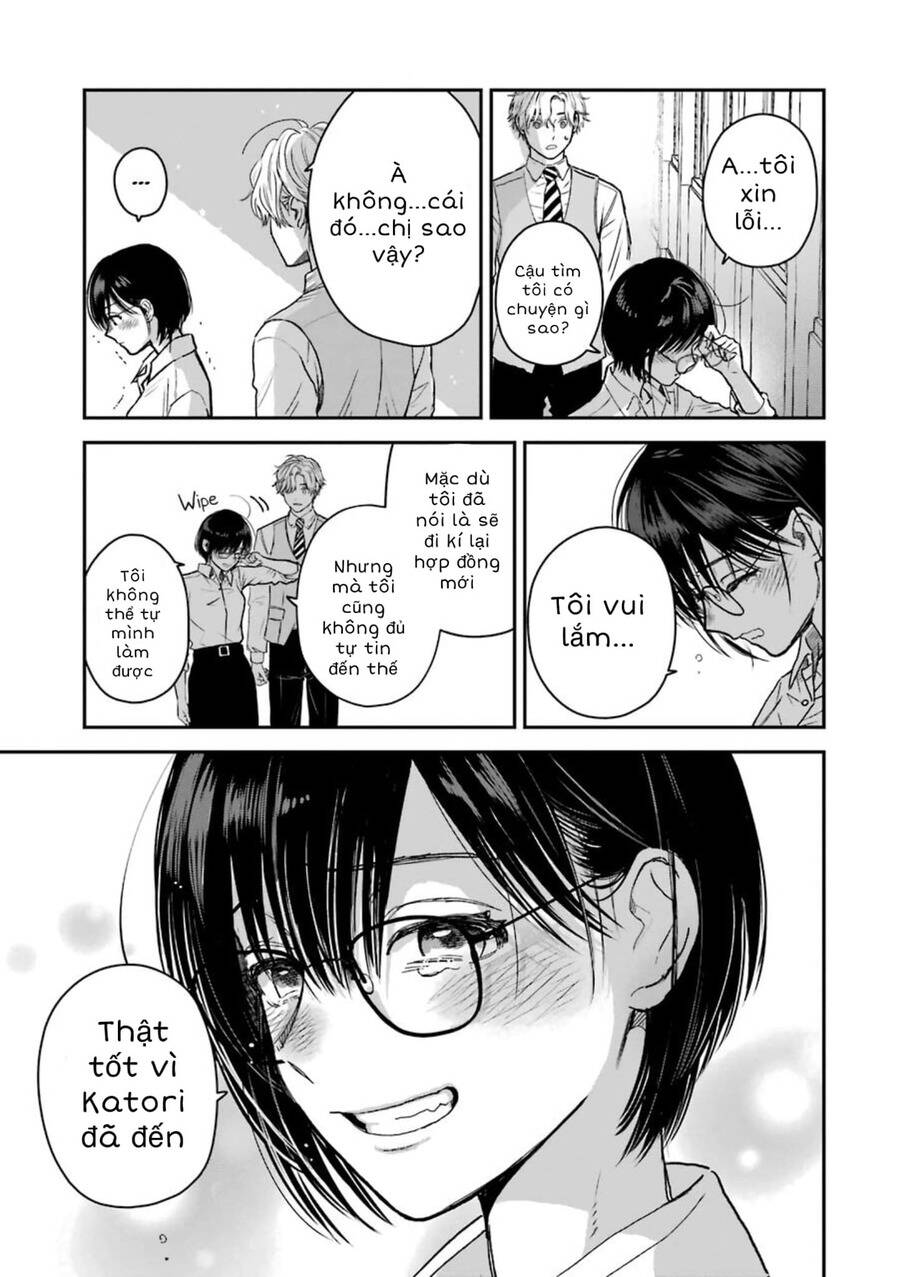 A...tôi
xin
lỗi...
Cậu tìm
tôi có
chuyện gì
sao?
À
không...cái
đó...chị sao
vậy?
...
Tôi vui
lắm...
Mặc dù
tôi đã
nói là sẽ
đi kí lại
hợp đồng
mới
Nhưng
mà tôi
cũng
không đủ
tự tin
đến thế
Wipe
Tôi
không
thể tự
mình
làm
được
Thật
tốt vì
Katori
đã đến